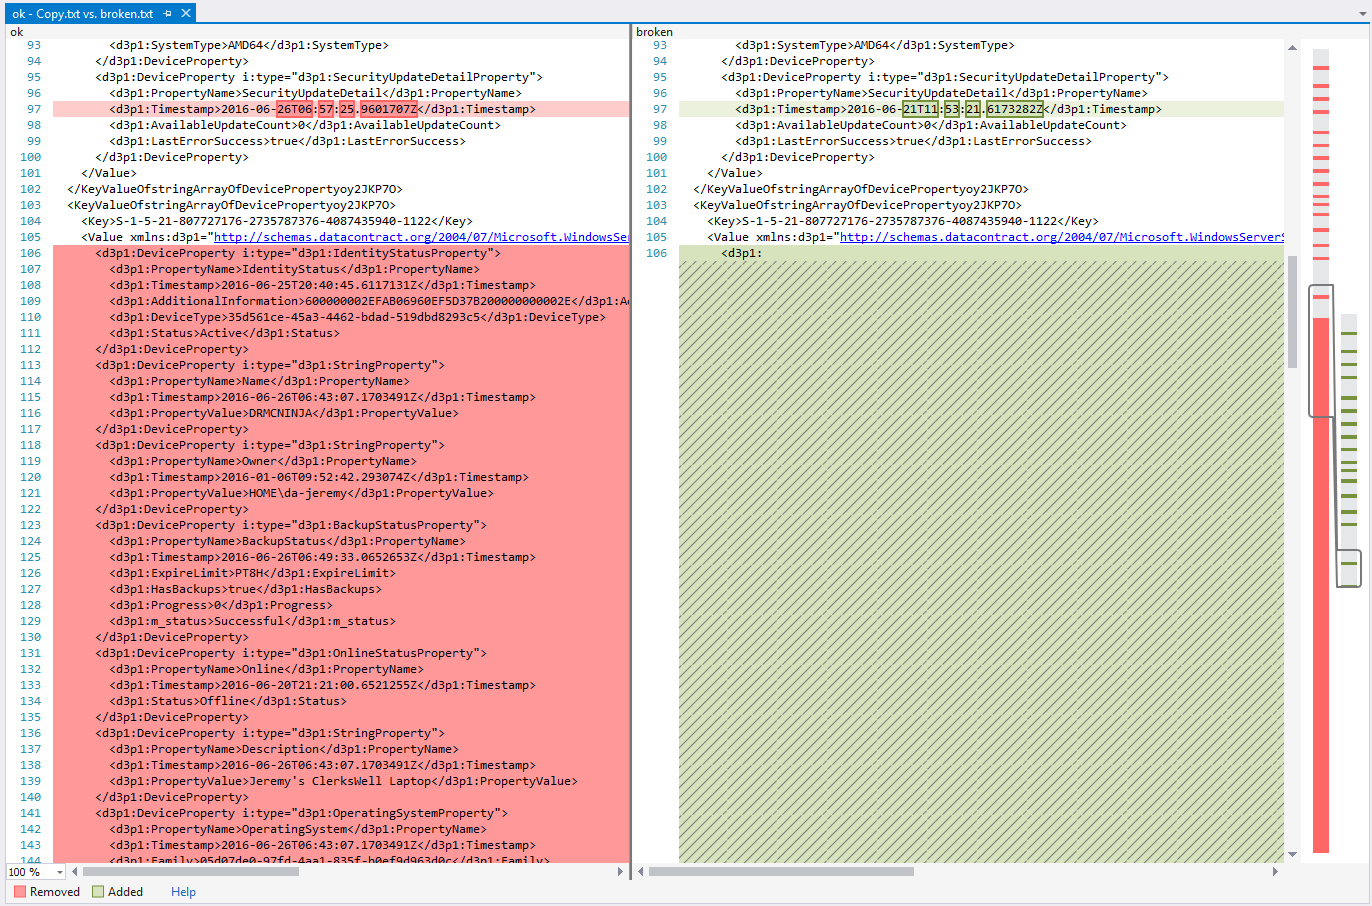 ok - Copy.txt vs. broken.txt
ok
93 <d3p1:SystemType>AMD64</d3p1:SystemType>
94 </d3p1:DeviceProperty>
95 <d3p1:DeviceProperty i:type="d3p1:SecurityUpdateDetailProperty">
96 <d3p1:PropertyName>SecurityUpdateDetail</d3p1:PropertyName>
97 <d3p1:Timestamp>2016-06-26T06:57:25.9601707Z</d3p1:Timestamp>
98 <d3p1:AvailableUpdateCount>0</d3p1:AvailableUpdateCount>
99 <d3p1:LastErrorSuccess>true</d3p1:LastErrorSuccess>
100 </d3p1:DeviceProperty>
101 </Value>
102 </KeyValueOfstringArrayOfDevicePropertyoy2JKP7O>
103 <KeyValueOfstringArrayOfDevicePropertyoy2JKP7O>
104 <Key>S-1-5-21-807727176-2735787376-4087435940-1122</Key>
105 <Value xmlns:d3p1="http://schemas.datacontract.org/2004/07/Microsoft.WindowsSer
106 <d3p1:DeviceProperty i:type="d3p1:IdentityStatusProperty">
107 <d3p1:PropertyName>IdentityStatus</d3p1:PropertyName>
108 <d3p1:Timestamp>2016-06-25T20:40:45.6117131Z</d3p1:Timestamp>
109 <d3p1:AdditionalInformation>600000002EFAB06960EF5D37B200000000002E</d3p1:Ad
110 <d3p1:DeviceType>35d561ce-45a3-4462-bdad-519dbd8293c5</d3p1:DeviceType>
111 <d3p1:Status>Active</d3p1:Status>
112 </d3p1:DeviceProperty>
113 <d3p1:DeviceProperty i:type="d3p1:StringProperty">
114 <d3p1:PropertyName>Name</d3p1:PropertyName>
115 <d3p1:Timestamp>2016-06-26T06:43:07.1703491Z</d3p1:Timestamp>
116 <d3p1:PropertyValue>DRMCNINJA</d3p1:PropertyValue>
117 </d3p1:DeviceProperty>
118 <d3p1:DeviceProperty i:type="d3p1:StringProperty">
119 <d3p1:PropertyName>Owner</d3p1:PropertyName>
120 <d3p1:Timestamp>2016-01-06T09:52:42.293074Z</d3p1:Timestamp>
121 <d3p1:PropertyValue>HOME\da-jeremy</d3p1:PropertyValue>
122 </d3p1:DeviceProperty>
123 <d3p1:DeviceProperty i:type="d3p1:BackupStatusProperty">
124 <d3p1:PropertyName>BackupStatus</d3p1:PropertyName>
125 <d3p1:Timestamp>2016-06-26T06:49:33.0652653Z</d3p1:Timestamp>
126 <d3p1:ExpireLimit>PT8H</d3p1:ExpireLimit>
127 <d3p1:HasBackups>true</d3p1:HasBackups>
128 <d3p1:Progress>0</d3p1:Progress>
129 <d3p1:m_status>Successful</d3p1:m_status>
130 </d3p1:DeviceProperty>
131 <d3p1:DeviceProperty i:type="d3p1:OnlineStatusProperty">
132 <d3p1:PropertyName>Online</d3p1:PropertyName>
133 <d3p1:Timestamp>2016-06-20T21:21:00.6521255Z</d3p1:Timestamp>
134 <d3p1:Status>Offline</d3p1:Status>
135 </d3p1:DeviceProperty>
136 <d3p1:DeviceProperty i:type="d3p1:StringProperty">
137 <d3p1:PropertyName>Description</d3p1:PropertyName>
138 <d3p1:Timestamp>2016-06-26T06:43:07.1703491Z</d3p1:Timestamp>
139 <d3p1:PropertyValue>Jeremy's ClerksWell Laptop</d3p1:PropertyValue>
140 </d3p1:DeviceProperty>
141 <d3p1:DeviceProperty i:type="d3p1:OperatingSystemProperty">
142 <d3p1:PropertyName>OperatingSystem</d3p1:PropertyName>
143 <d3p1:Timestamp>2016-06-26T06:43:07.1703491Z</d3p1:Timestamp>
144 <d3p1:Family>05d07de0-97fd-4aa1-835f-b0ef9d963d0c</d3p1:Family>
broken
93 <d3p1:SystemType>AMD64</d3p1:SystemType>
94 </d3p1:DeviceProperty>
95 <d3p1:DeviceProperty i:type="d3p1:SecurityUpdateDetailProperty">
96 <d3p1:PropertyName>SecurityUpdateDetail</d3p1:PropertyName>
97 <d3p1:Timestamp>2016-06-21T11:53:21.6173282Z</d3p1:Timestamp>
98 <d3p1:AvailableUpdateCount>0</d3p1:AvailableUpdateCount>
99 <d3p1:LastErrorSuccess>true</d3p1:LastErrorSuccess>
100 </d3p1:DeviceProperty>
101 </Value>
102 </KeyValueOfstringArrayOfDevicePropertyoy2JKP7O>
103 <KeyValueOfstringArrayOfDevicePropertyoy2JKP7O>
104 <Key>S-1-5-21-807727176-2735787376-4087435940-1122</Key>
105 <Value xmlns:d3p1="http://schemas.datacontract.org/2004/07/Microsoft.WindowsServerS
106 <d3p1:
100 %
Removed Added Help